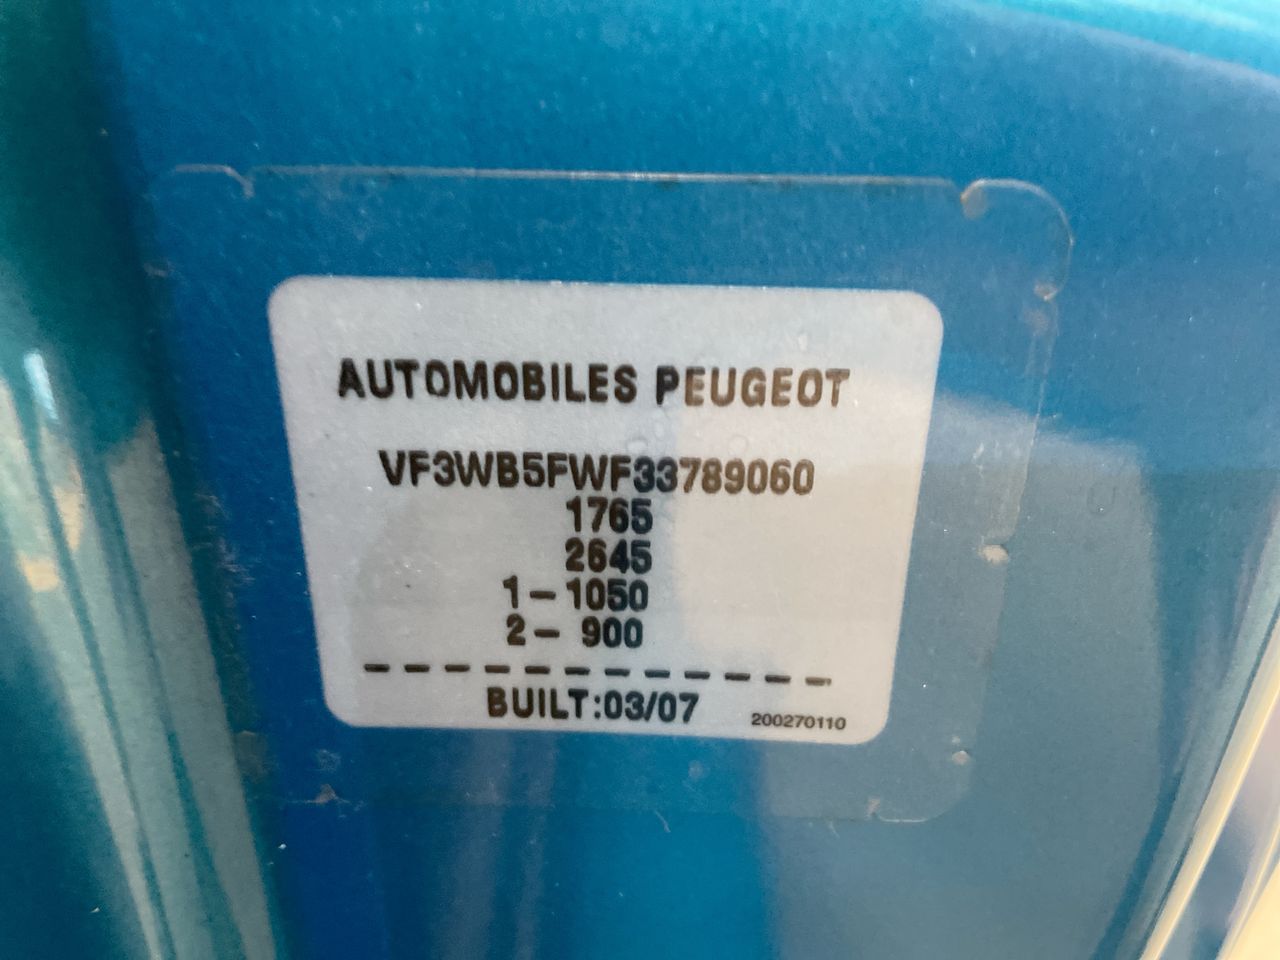 AUTOMOBILES PEUGEOT
VF3WB5FWF33789060
1765
2645
1-1050
2- 900
-----------
BUILT:03/07
200270110